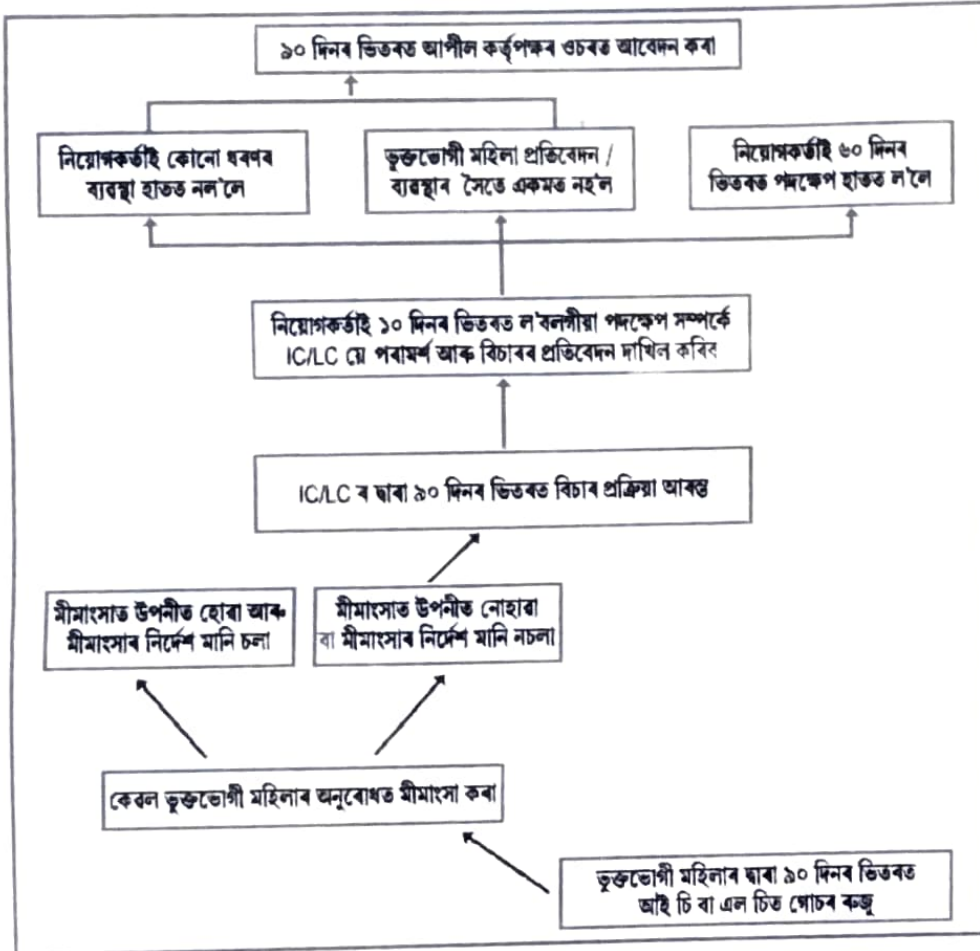 ৯০ দিনৰ ভিতৰত আপীল কৰ্তৃপক্ষৰ ওচৰত আবেদন কৰা
নিয়োগকৰ্তাই কোনো ধৰণৰ
ব্যৱস্থা হাতত নল'লে
ভুক্তভোগী মহিলা প্ৰতিবেদন /
ব্যৱস্থাৰ সৈতে একমত নহ'ল
নিয়োগকৰ্তাই ৬০ দিনৰ
ভিতৰত পদক্ষেপ হাতত ল'লে
নিয়োগকৰ্তাই ১০ দিনৰ ভিতৰত ল'বলগীয়া পদক্ষেপ সম্পৰ্কে
IC/LC য়ে পৰামৰ্শ আৰু বিচাৰৰ প্ৰতিবেদন দাখিল কৰিব
IC/LC ৰ দ্বাৰা ৯০ দিনৰ ভিতৰত বিচাৰ প্ৰক্ৰিয়া আৰম্ভ
মীমাংসাত উপনীত হোৱা আৰু
মীমাংসাৰ নিৰ্দেশ মানি চলা
মীমাংসাত উপনীত নোহোৱা
বা মীমাংসাৰ নিৰ্দেশ মানি নচলা
কেৱল ভুক্তভোগী মহিলাৰ অনুৰোধত মীমাংসা কৰা
ভুক্তভোগী মহিলাৰ দ্বাৰা ৯০ দিনৰ ভিতৰত
আই চি বা এল চিত গোচৰ ৰুজু